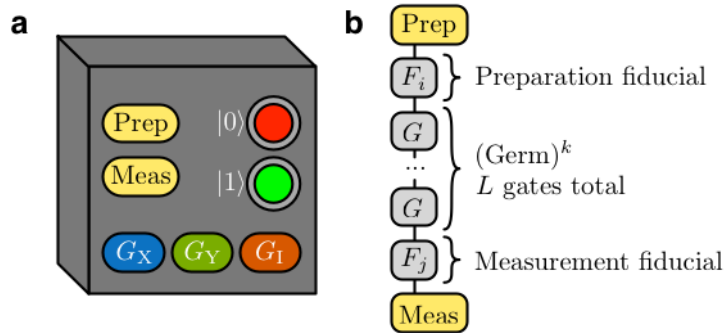 a
Prep
|0⟩
Meas
|1⟩
G_X G_Y G_I
b
Prep
F_i Preparation fiducial
G
(Germ)^k
...
L gates total
G
F_j Measurement fiducial
Meas